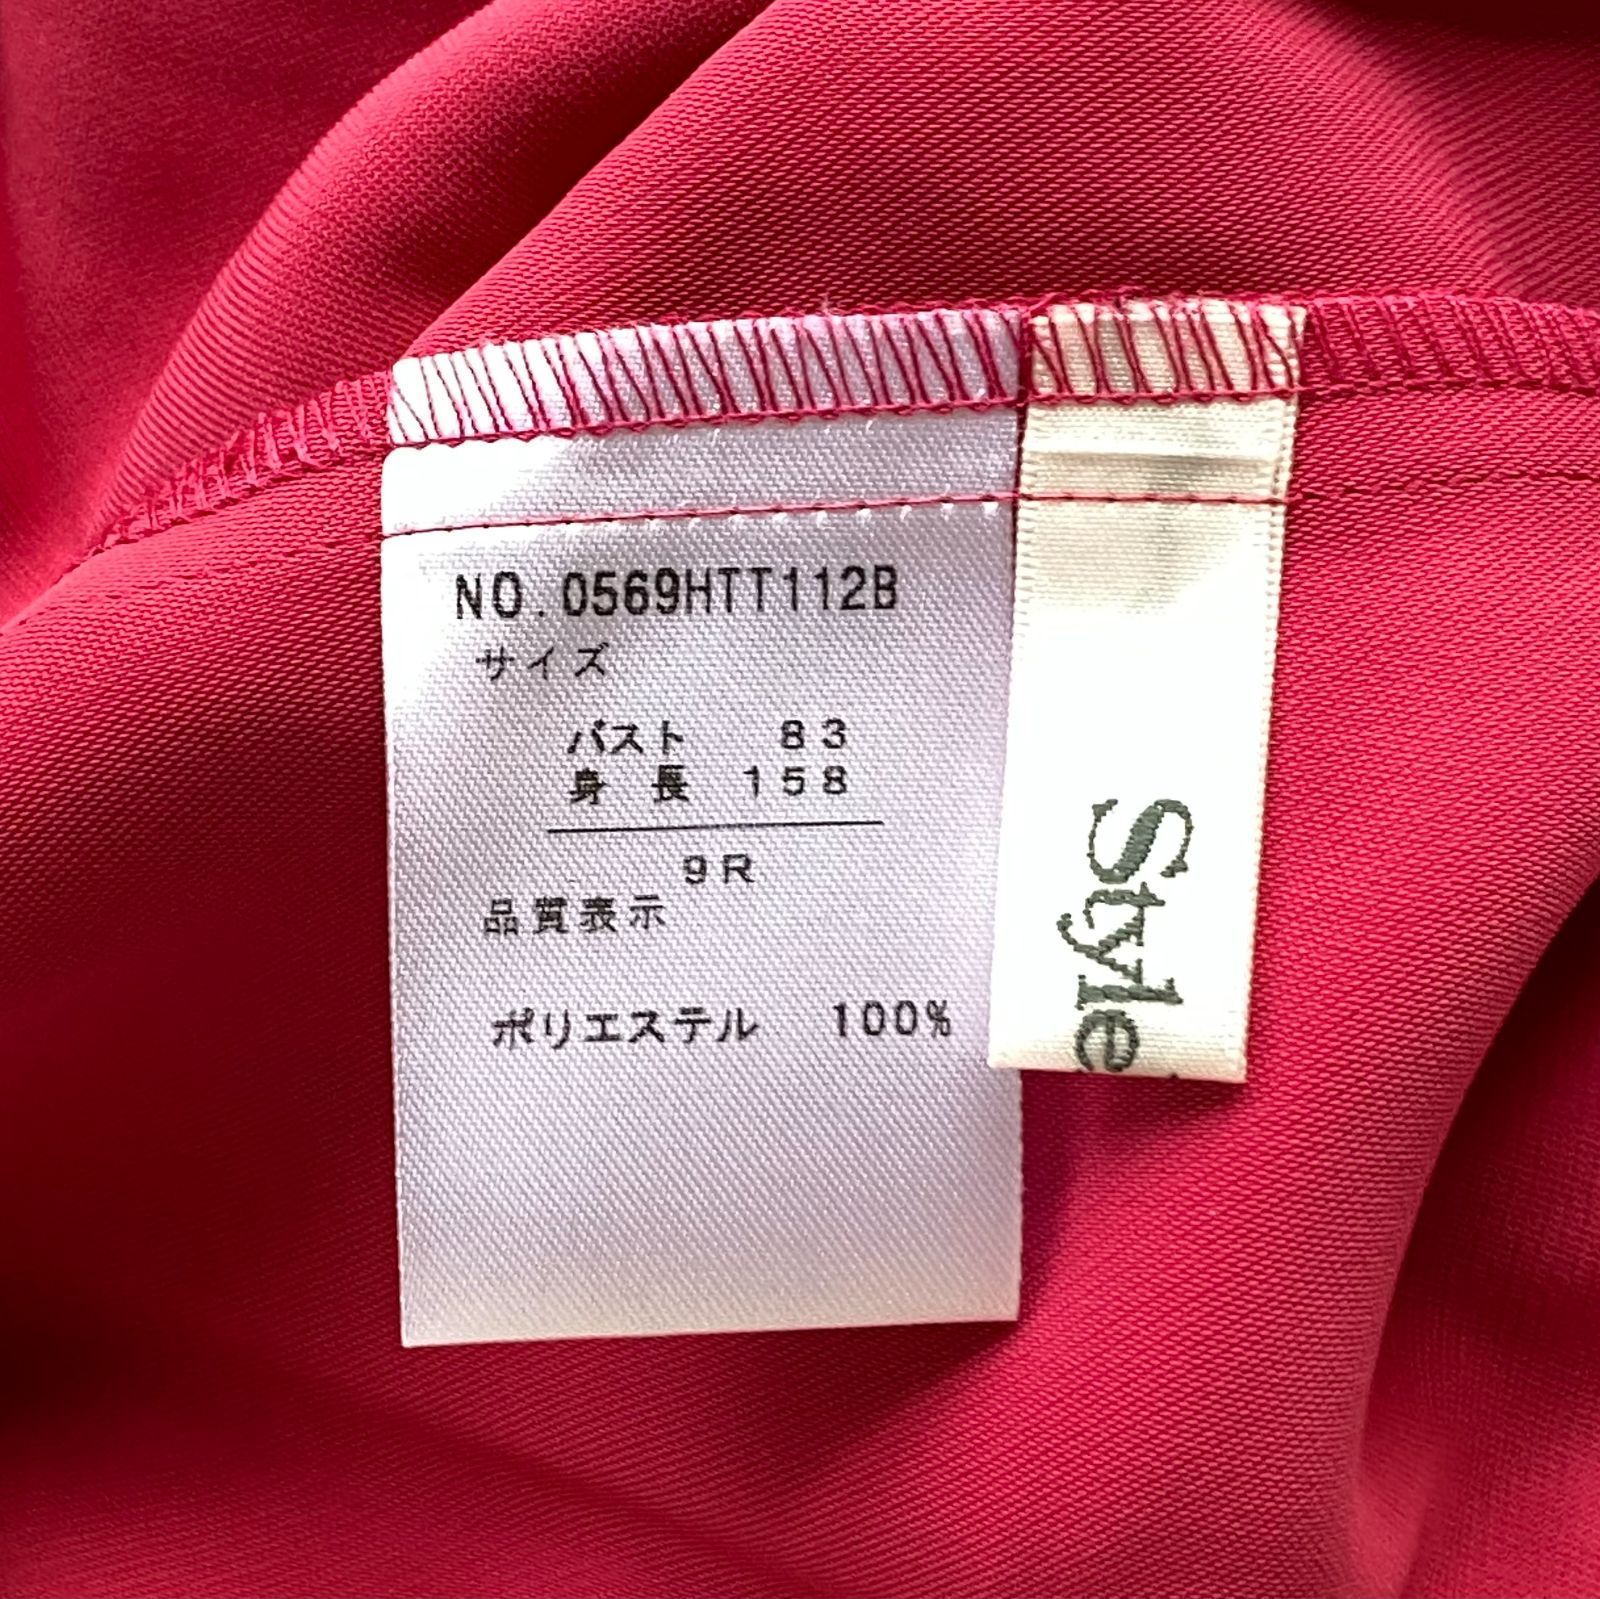 NO.0569HTT112B
サイズ
バスト 83
身長 158
9R
品質表示
ポリエステル 100%
Style